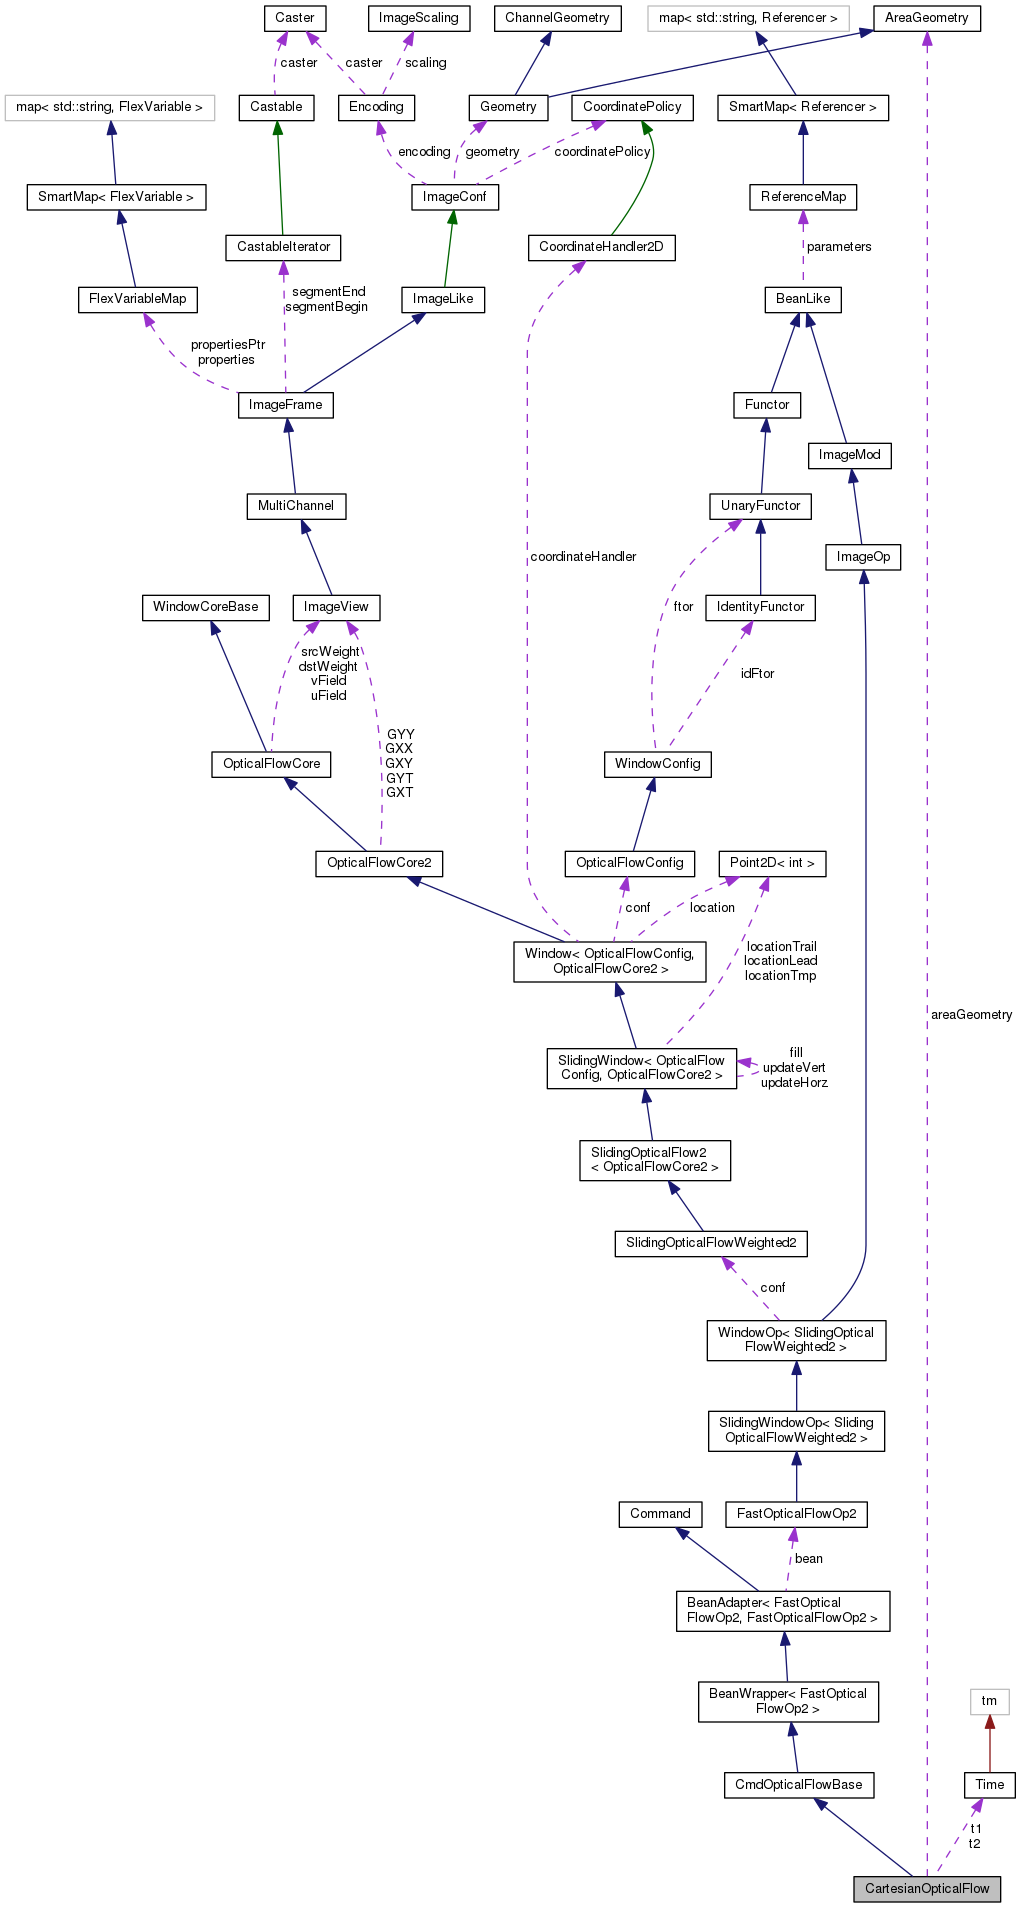 Caster
ImageScaling
ChannelGeometry
map< std::string, Referencer >
AreaGeometry
caster
caster
scaling
map< std::string, FlexVariable >
Castable
Encoding
Geometry
CoordinatePolicy
SmartMap< Referencer >
encoding
geometry
coordinatePolicy
SmartMap< FlexVariable >
ImageConf
ReferenceMap
CastableIterator
CoordinateHandler2D
parameters
segmentEnd
segmentBegin
FlexVariableMap
ImageLike
BeanLike
propertiesPtr
properties
ImageFrame
Functor
ImageMod
MultiChannel
UnaryFunctor
coordinateHandler
ImageOp
WindowCoreBase
ImageView
ftor
IdentityFunctor
srcWeight
dstWeight
vField
uField
idFtor
GYY
GXX
GXY
GYT
GXT
OpticalFlowCore
WindowConfig
OpticalFlowCore2
OpticalFlowConfig
Point2D< int >
conf
location
Window< OpticalFlowConfig,
OpticalFlowCore2 >
locationTrail
locationLead
locationTmp
areaGeometry
SlidingWindow< OpticalFlow
Config, OpticalFlowCore2 >
fill
updateVert
updateHorz
SlidingOpticalFlow2
< OpticalFlowCore2 >
SlidingOpticalFlowWeighted2
conf
WindowOp< SlidingOptical
FlowWeighted2 >
SlidingWindowOp< Sliding
OpticalFlowWeighted2 >
Command
FastOpticalFlowOp2
bean
BeanAdapter< FastOptical
FlowOp2, FastOpticalFlowOp2 >
BeanWrapper< FastOptical
FlowOp2 >
tm
CmdOpticalFlowBase
Time
t1
t2
CartesianOpticalFlow